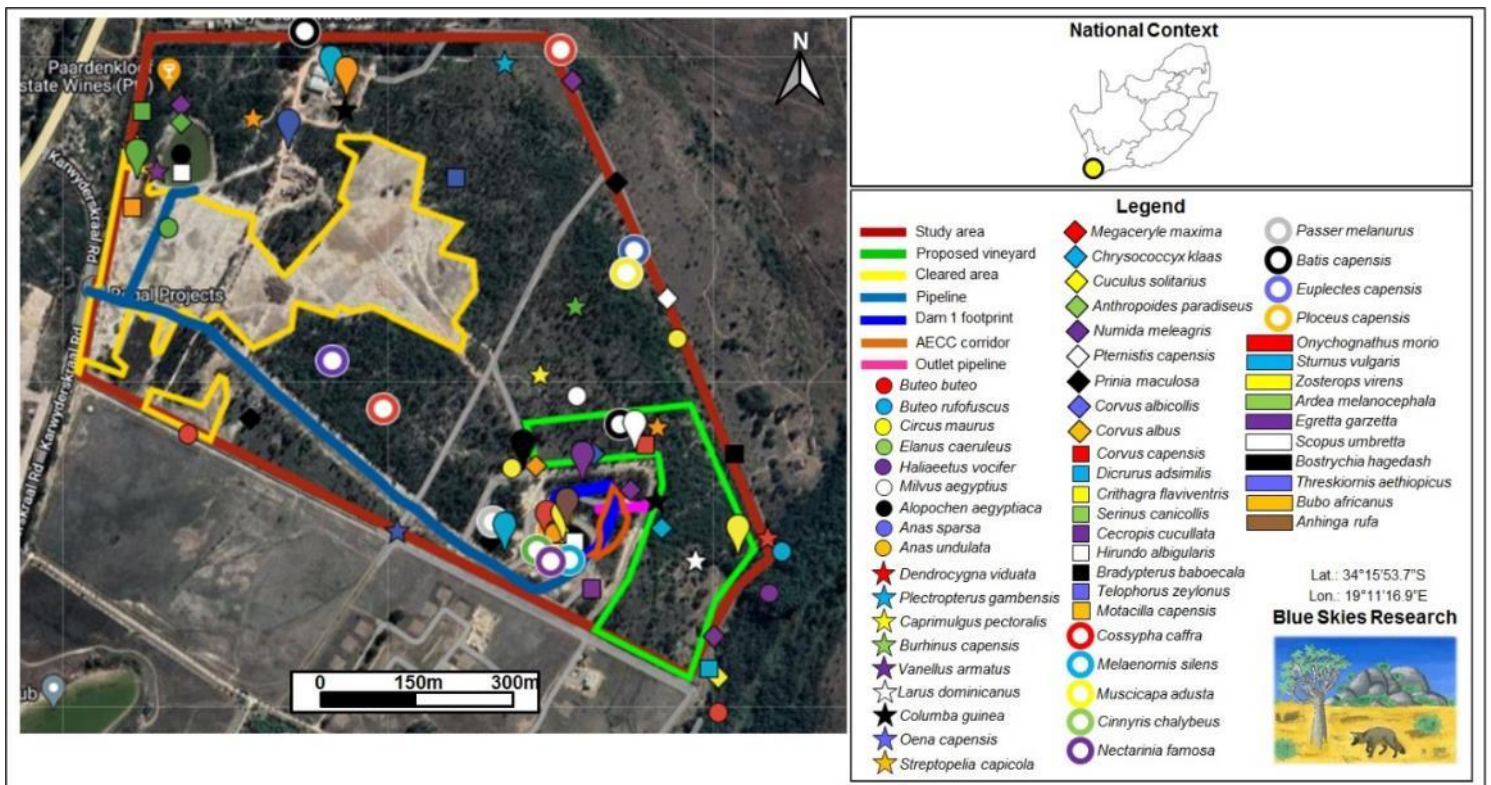 Paardenkloof
state Wines (Pty)
Karwyderskraal Rd
Rd
Regal Projects
Karwyderskraal Rd
skraal Rd
ub
N
0 150m 300m
National Context
Legend
Study area
Proposed vineyard
Cleared area
Pipeline
Dam 1 footprint
AECC corridor
Outlet pipeline
Buteo buteo
Buteo rufofuscus
Circus maurus
Elanus caeruleus
Haliaeetus vocifer
Milvus aegyptius
Alopochen aegyptiaca
Anas sparsa
Anas undulata
Dendrocygna viduata
Plectropterus gambensis
Caprimulgus pectoralis
Burhinus capensis
Vanellus armatus
Larus dominicanus
Columba guinea
Oena capensis
Streptopelia capicola
Megaceryle maxima
Chrysococcyx klaas
Cuculus solitarius
Anthropoides paradiseus
Numida meleagris
Pternistis capensis
Prinia maculosa
Corvus albicollis
Corvus albus
Corvus capensis
Dicrurus adsimilis
Crithagra flaviventris
Serinus canicollis
Cecropis cucullata
Hirundo albigularis
Bradypterus baboecala
Telophorus zeylonus
Motacilla capensis
Cossypha caffra
Melaenornis silens
Muscicapa adusta
Cinnyris chalybeus
Nectarinia famosa
Passer melanurus
Batis capensis
Euplectes capensis
Ploceus capensis
Onychognathus morio
Sturnus vulgaris
Zosterops virens
Ardea melanocephala
Egretta garzetta
Scopus umbretta
Bostrychia hagedash
Threskiornis aethiopicus
Bubo africanus
Anhinga rufa
Lat.: 34°15'53.7"S
Lon.: 19°11'16.9"E
Blue Skies Research